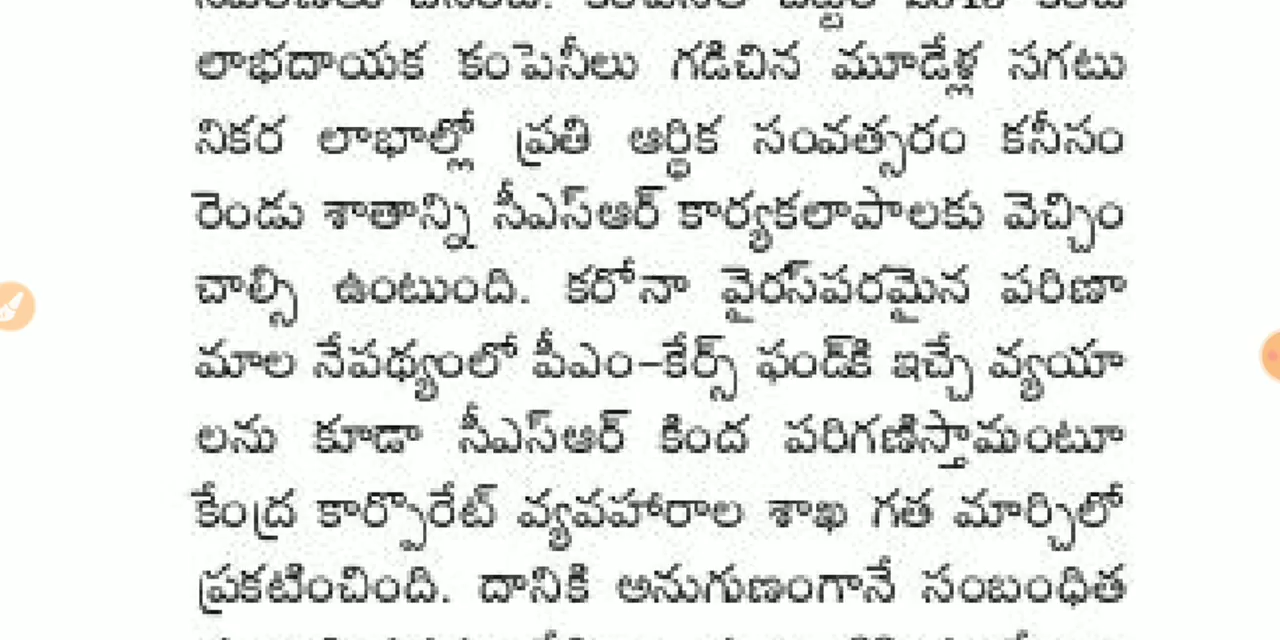 లాభదాయక కంపెనీలు గడిచిన మూడేళ్ల సగటు
నికర లాభాల్లో ప్రతి ఆర్థిక సంవత్సరం కనీసం
రెండు శాతాన్ని సీఎస్ఆర్ కార్యకలాపాలకు వెచ్చిం
చాల్సి ఉంటుంది. కరోనా వైరస్‌పరమైన పరిణా
మాల నేపథ్యంలో పీఎం-కేర్స్ ఫండ్‌కి ఇచ్చే వ్యయా
లను కూడా సీఎస్ఆర్ కింద పరిగణిస్తామంటూ
కేంద్ర కార్పొరేట్ వ్యవహారాల శాఖ గత మార్చిలో
ప్రకటించింది. దానికి అనుగుణంగానే సంబంధిత